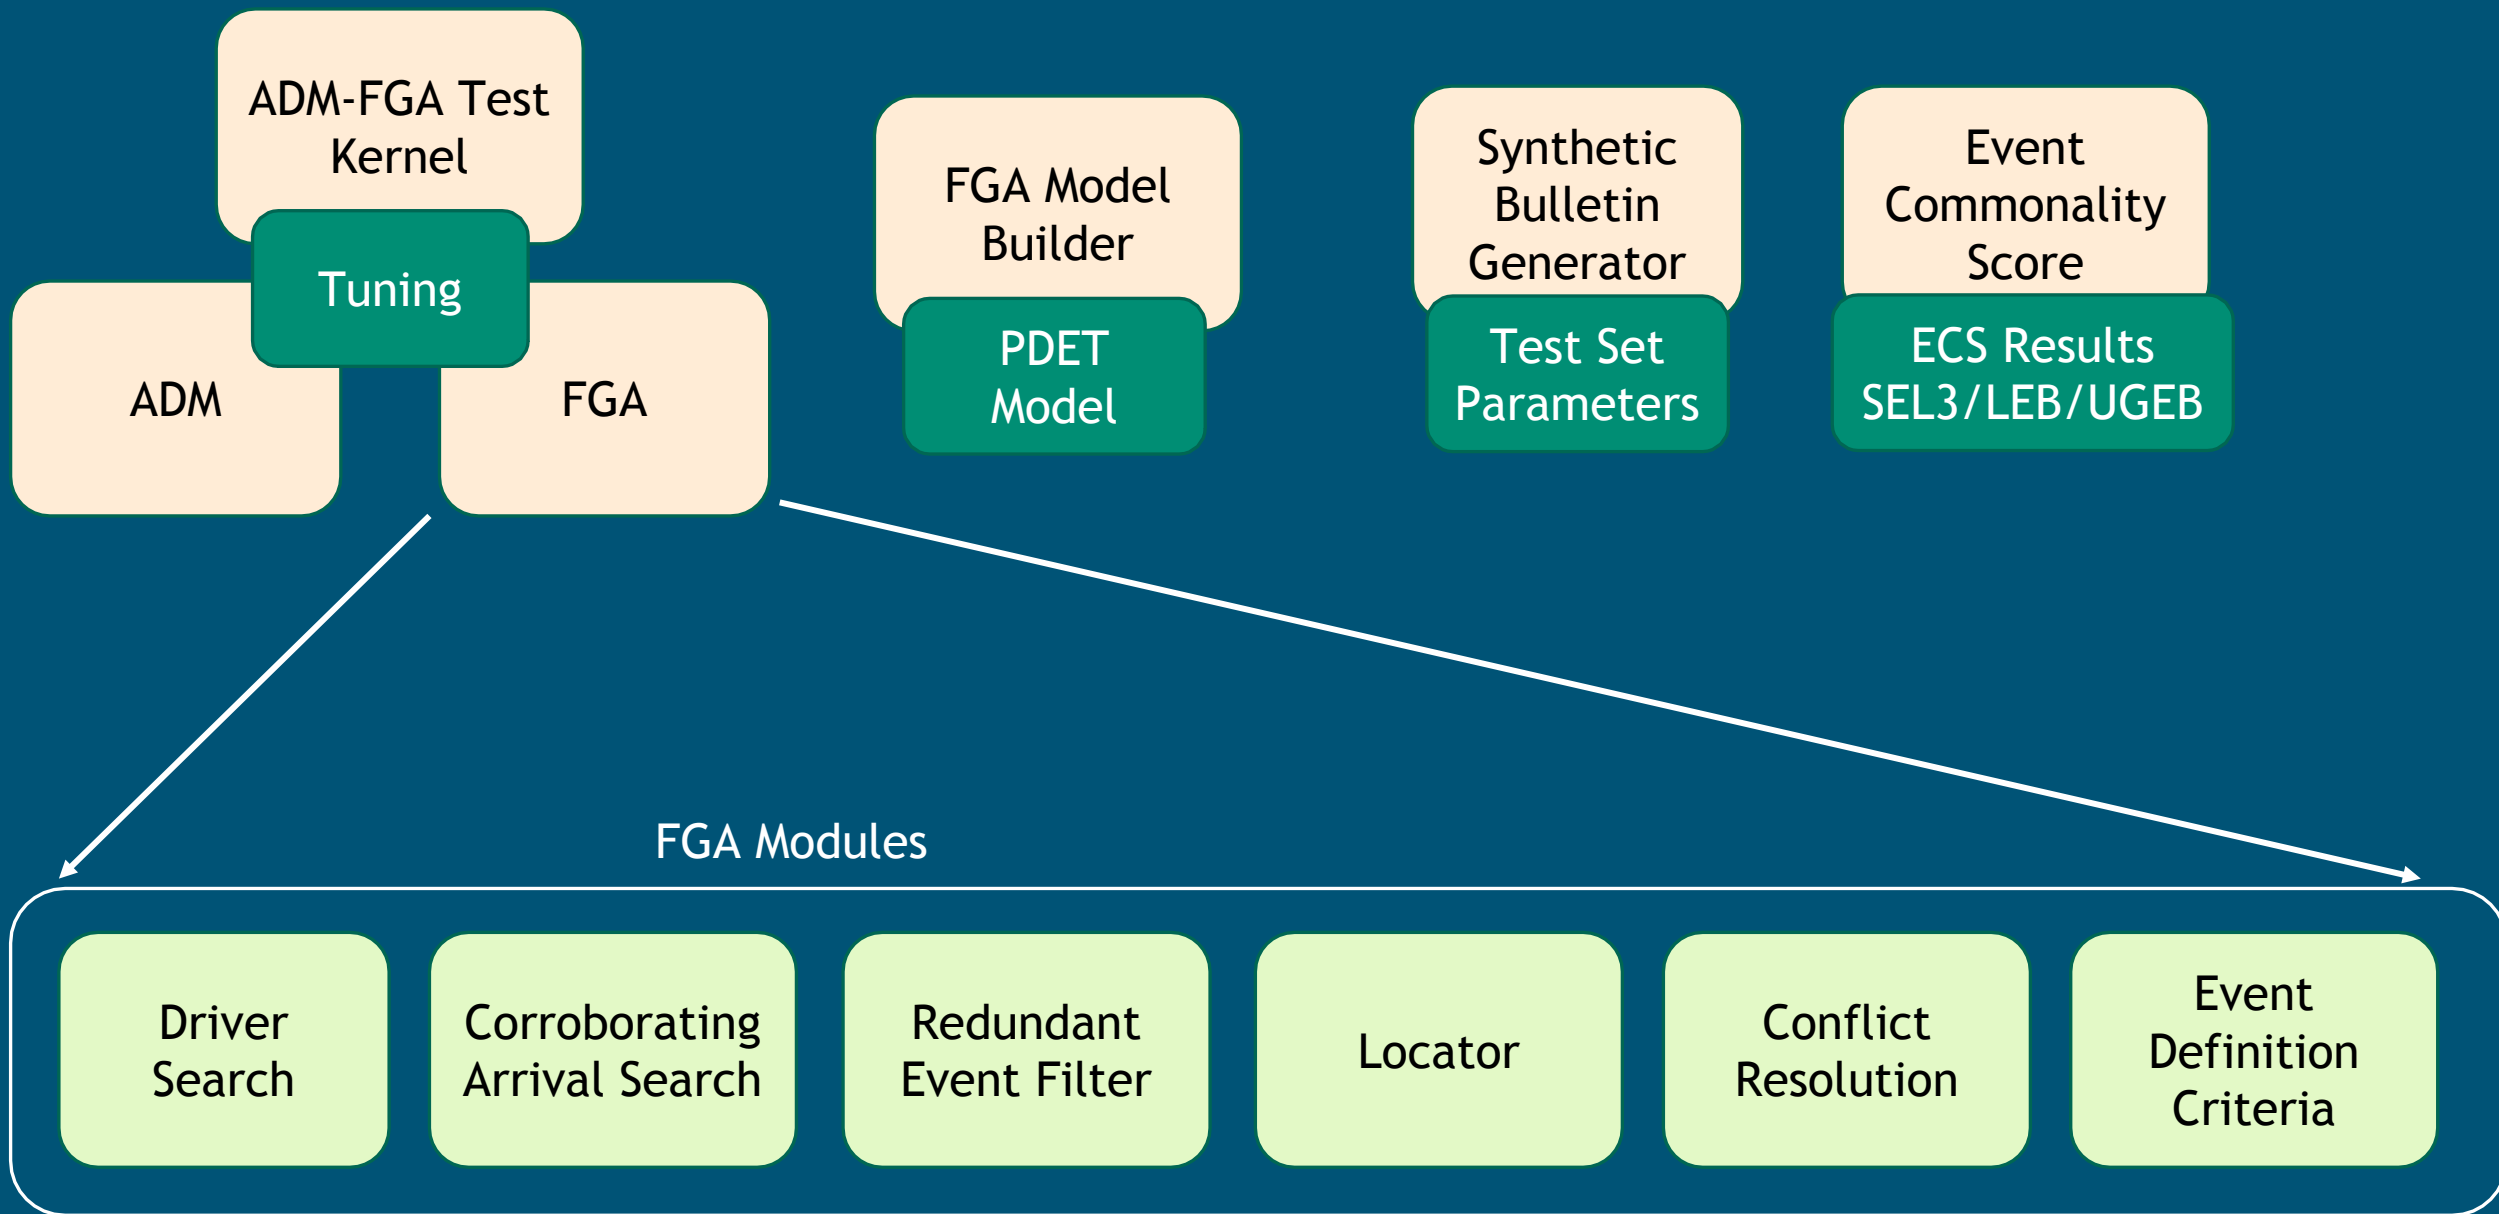 ADM-FGA Test
Kernel
Tuning
ADM
FGA
FGA Model
Builder
PDET
Model
Synthetic
Bulletin
Generator
Test Set
Parameters
Event
Commonality
Score
ECS Results
SEL3/LEB/UGEB
FGA Modules
Driver
Search
Corroborating
Arrival Search
Redundant
Event Filter
Locator
Conflict
Resolution
Event
Definition
Criteria